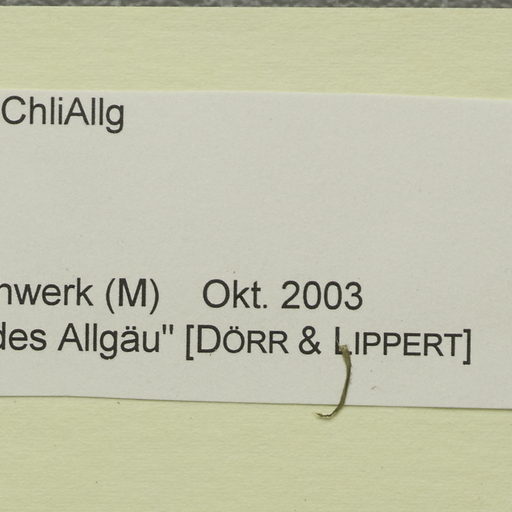 ChliAllg
nwerk (M) Okt. 2003
des Allgäu" [DÖRR & LIPPERT]